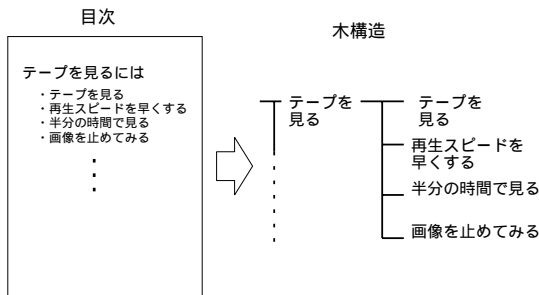 目次
テープを見るには
・テープを見る
・再生スピードを早くする
・半分の時間で見る
・画像を止めてみる
木構造
テープを
見る
テープを
見る
再生スピードを
早くする
半分の時間で見る
画像を止めてみる